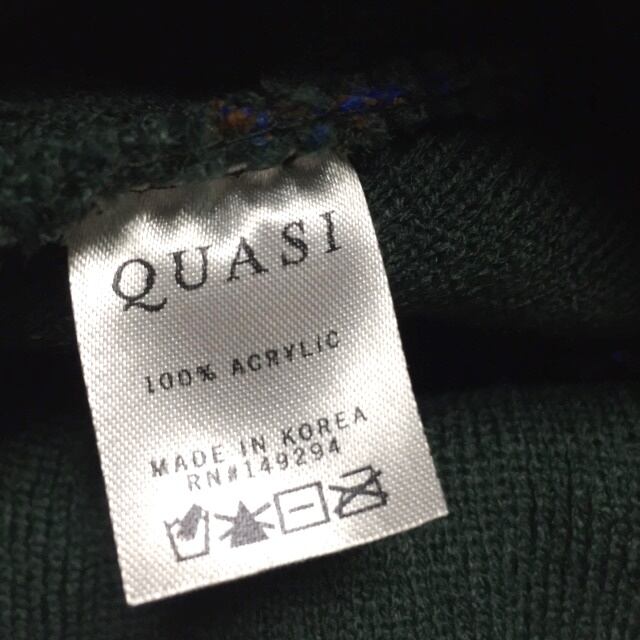 QUASI
100% ACRYLIC
MADE IN KOREA
RN#149294